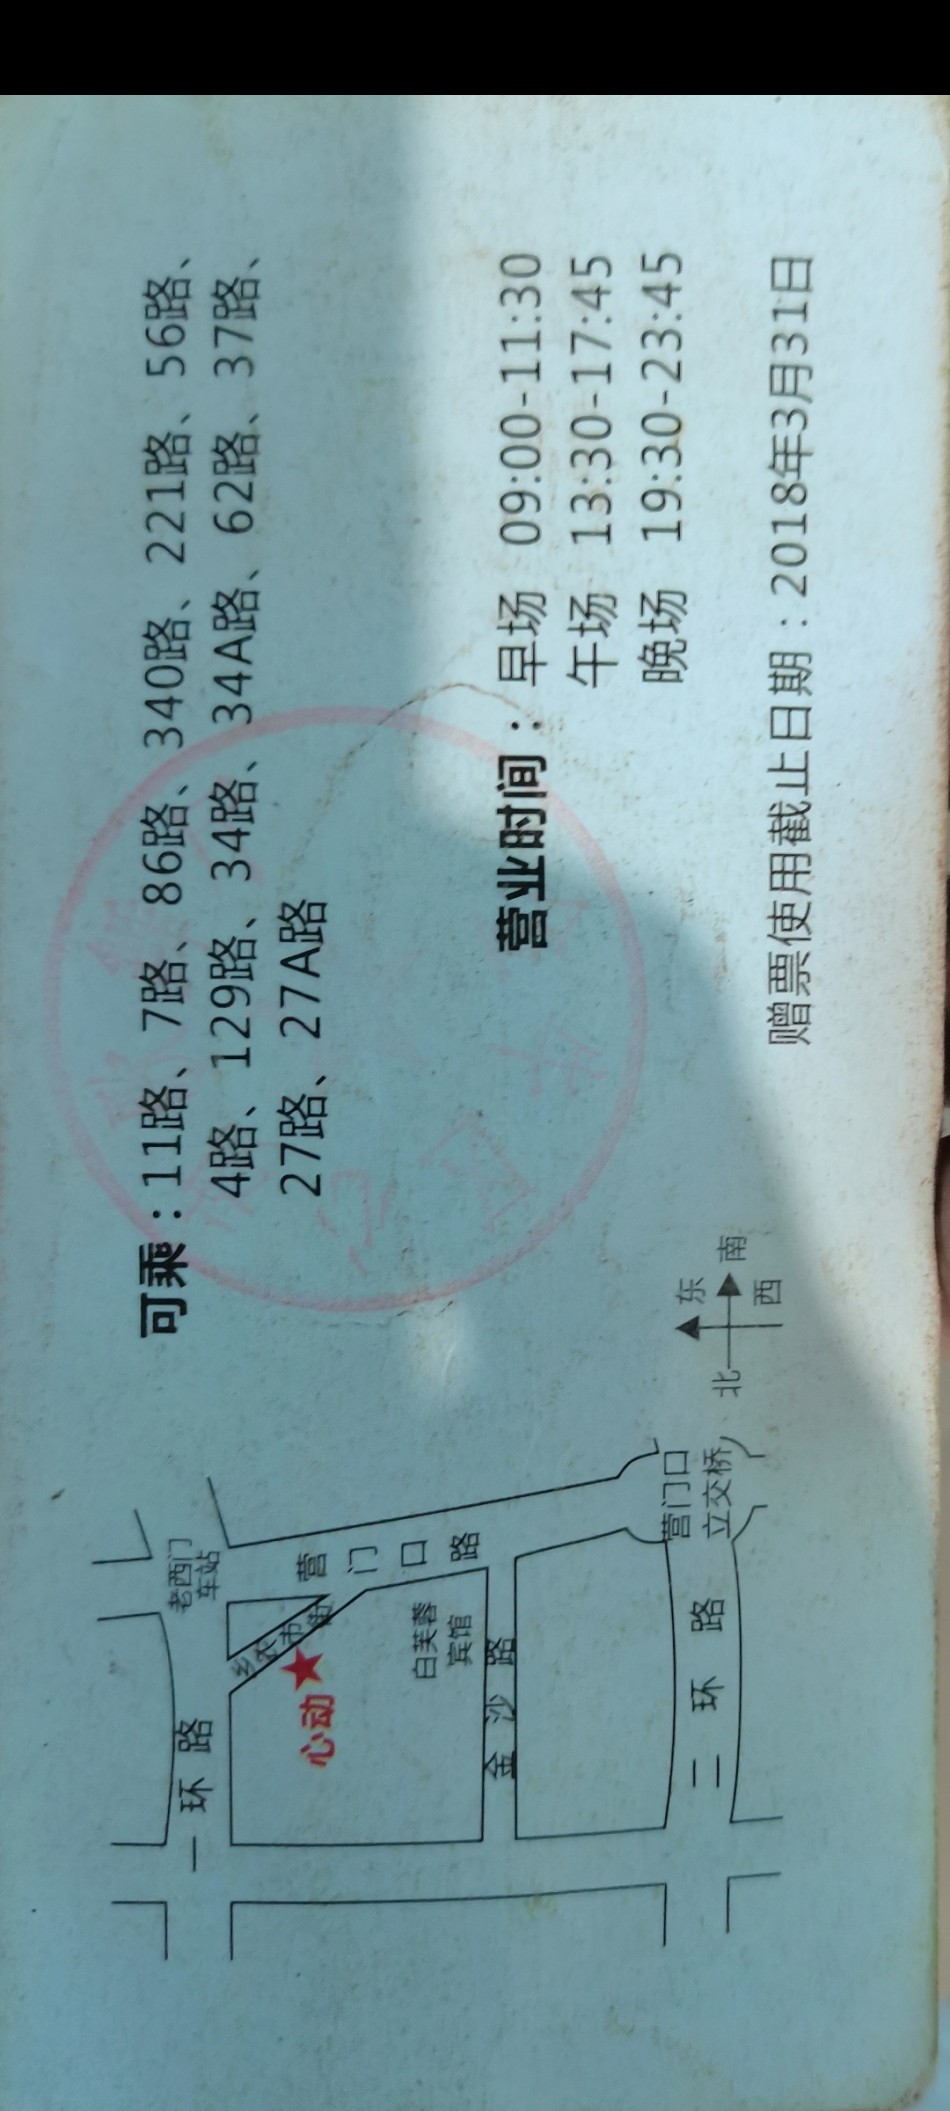 可乘：11路、7路、86路、340路、221路、56路、
4路、129路、34路、34A路、62路、37路、
27路、27A路
营业时间：早场 09:00-11:30
午场 13:30-17:45
晚场 19:30-23:45
赠票使用截止日期：2018年3月31日
老西门
车站
一环路
乡农市街
心动
营门口路
白芙蓉
宾馆
金沙路
二环路
营门口
立交桥
东
南
西
北